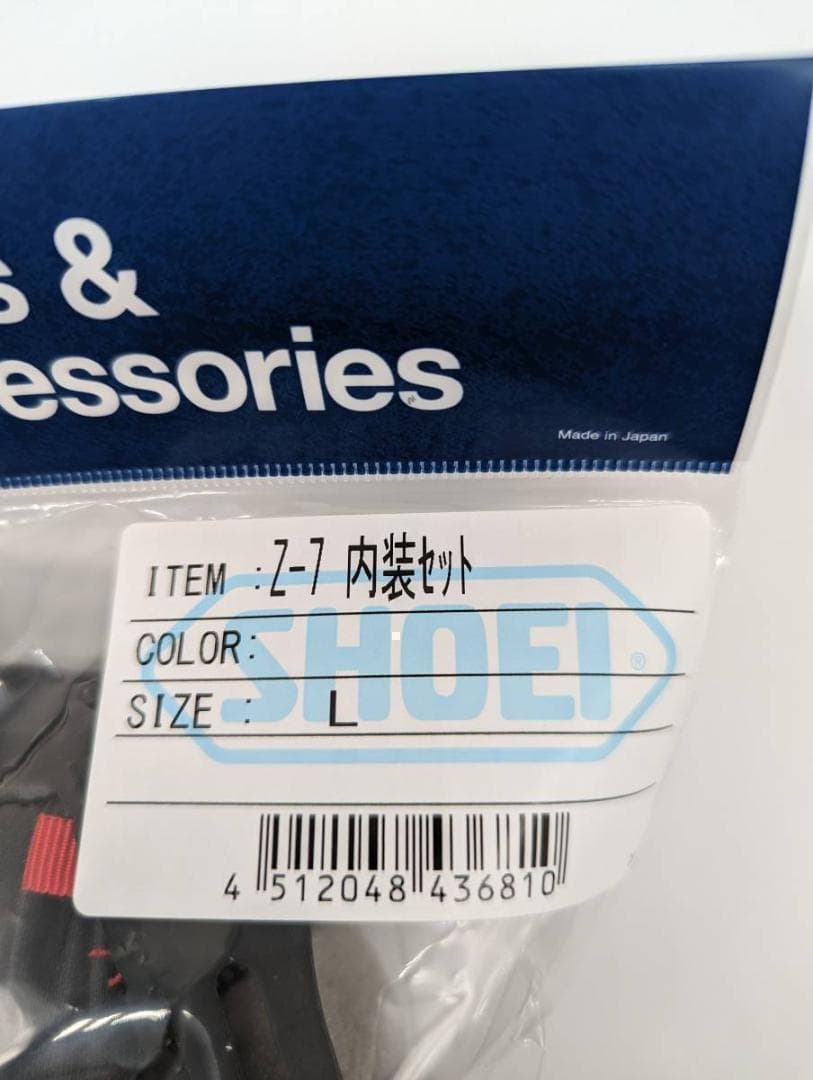 s &
essories
Made in Japan
ITEM : Z-7 内装ｾｯﾄ
COLOR:
SHOEI®
SIZE : L
4 512048 436810